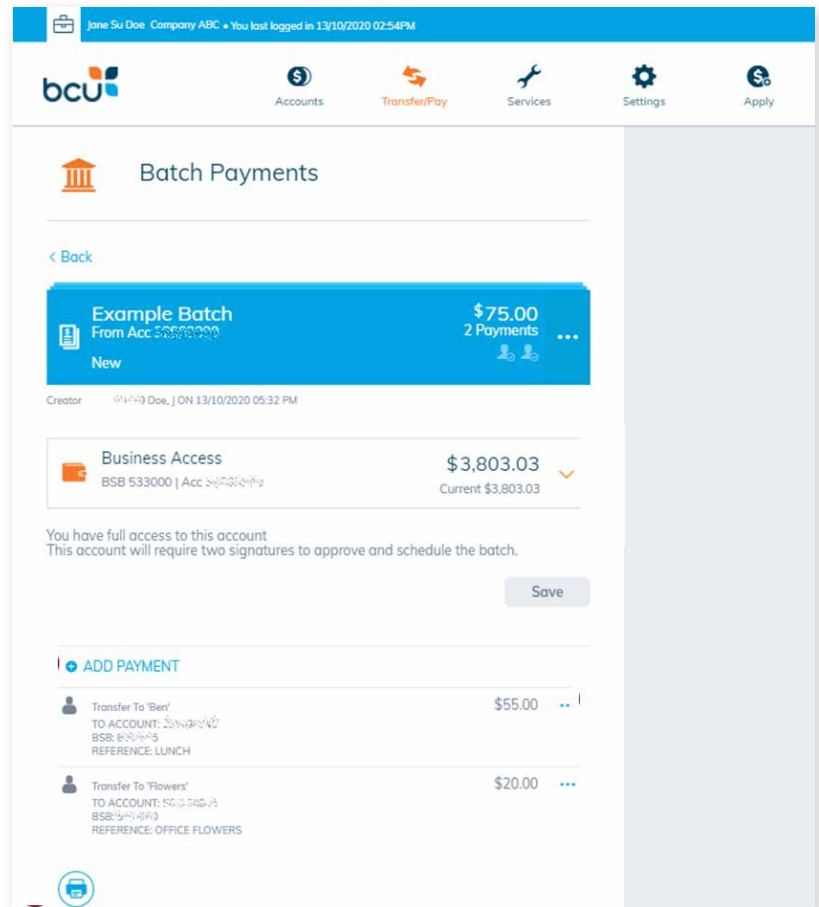 Jane Su Doe Company ABC • You last logged in 13/10/2020 02:54PM
bcu
Accounts
Transfer/Pay
Services
Settings
Apply
Batch Payments
< Back
Example Batch
$75.00
From Acc
2 Payments
New
Creator Doe, J ON 13/10/2020 05:32 PM
Business Access
$3,803.03
BSB 533000 | Acc
Current $3,803.03
You have full access to this account
This account will require two signatures to approve and schedule the batch.
Save
ADD PAYMENT
Transfer To 'Ben'
$55.00
TO ACCOUNT:
BSB:
REFERENCE: LUNCH
Transfer To 'Flowers'
$20.00
TO ACCOUNT:
BSB:
REFERENCE: OFFICE FLOWERS